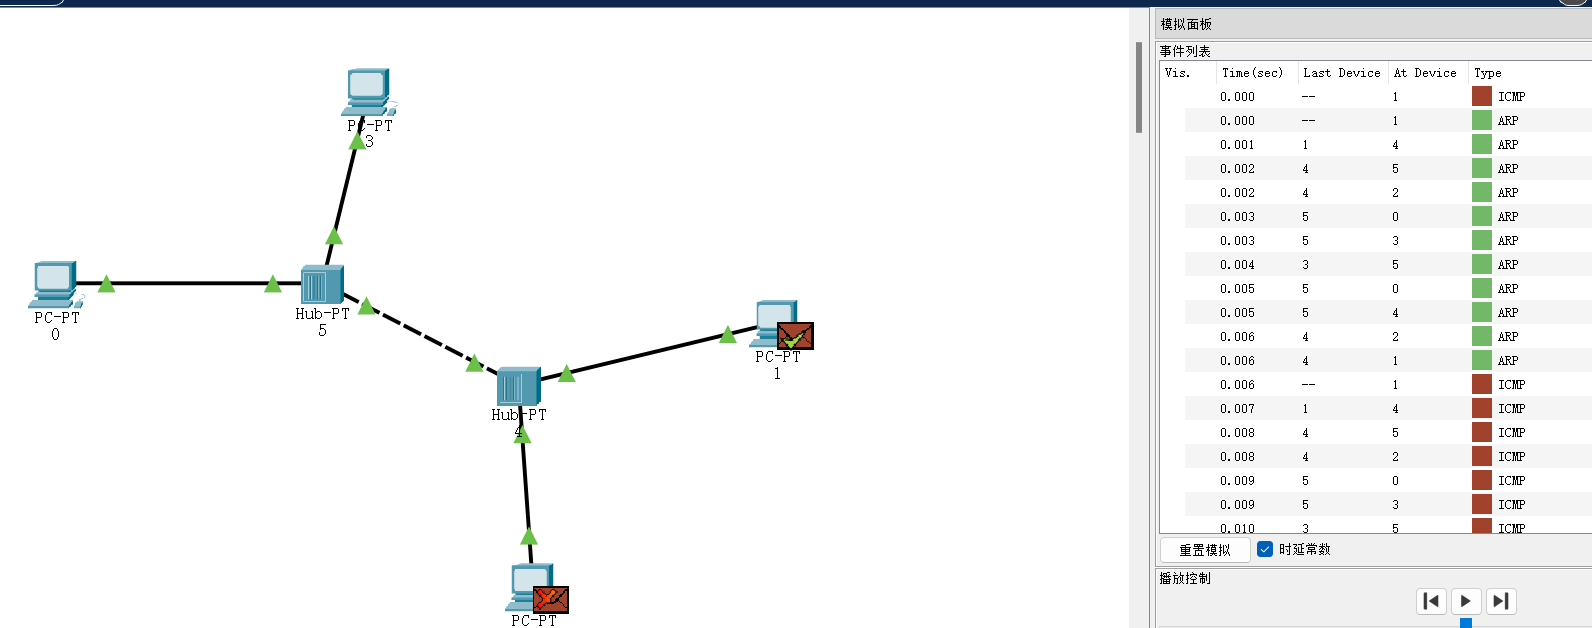 PC-PT
3
PC-PT
0
Hub-PT
5
PC-PT
1
Hub-PT
4
PC-PT
模拟面板
事件列表
Vis. Time(sec) Last Device At Device Type
0.000 -- 1 ICMP
0.000 -- 1 ARP
0.001 1 4 ARP
0.002 4 5 ARP
0.002 4 2 ARP
0.003 5 0 ARP
0.003 5 3 ARP
0.004 3 5 ARP
0.005 5 0 ARP
0.005 5 4 ARP
0.006 4 2 ARP
0.006 4 1 ARP
0.006 -- 1 ICMP
0.007 1 4 ICMP
0.008 4 5 ICMP
0.008 4 2 ICMP
0.009 5 0 ICMP
0.009 5 3 ICMP
0.010 3 5 ICMP
重置模拟 时延常数
播放控制